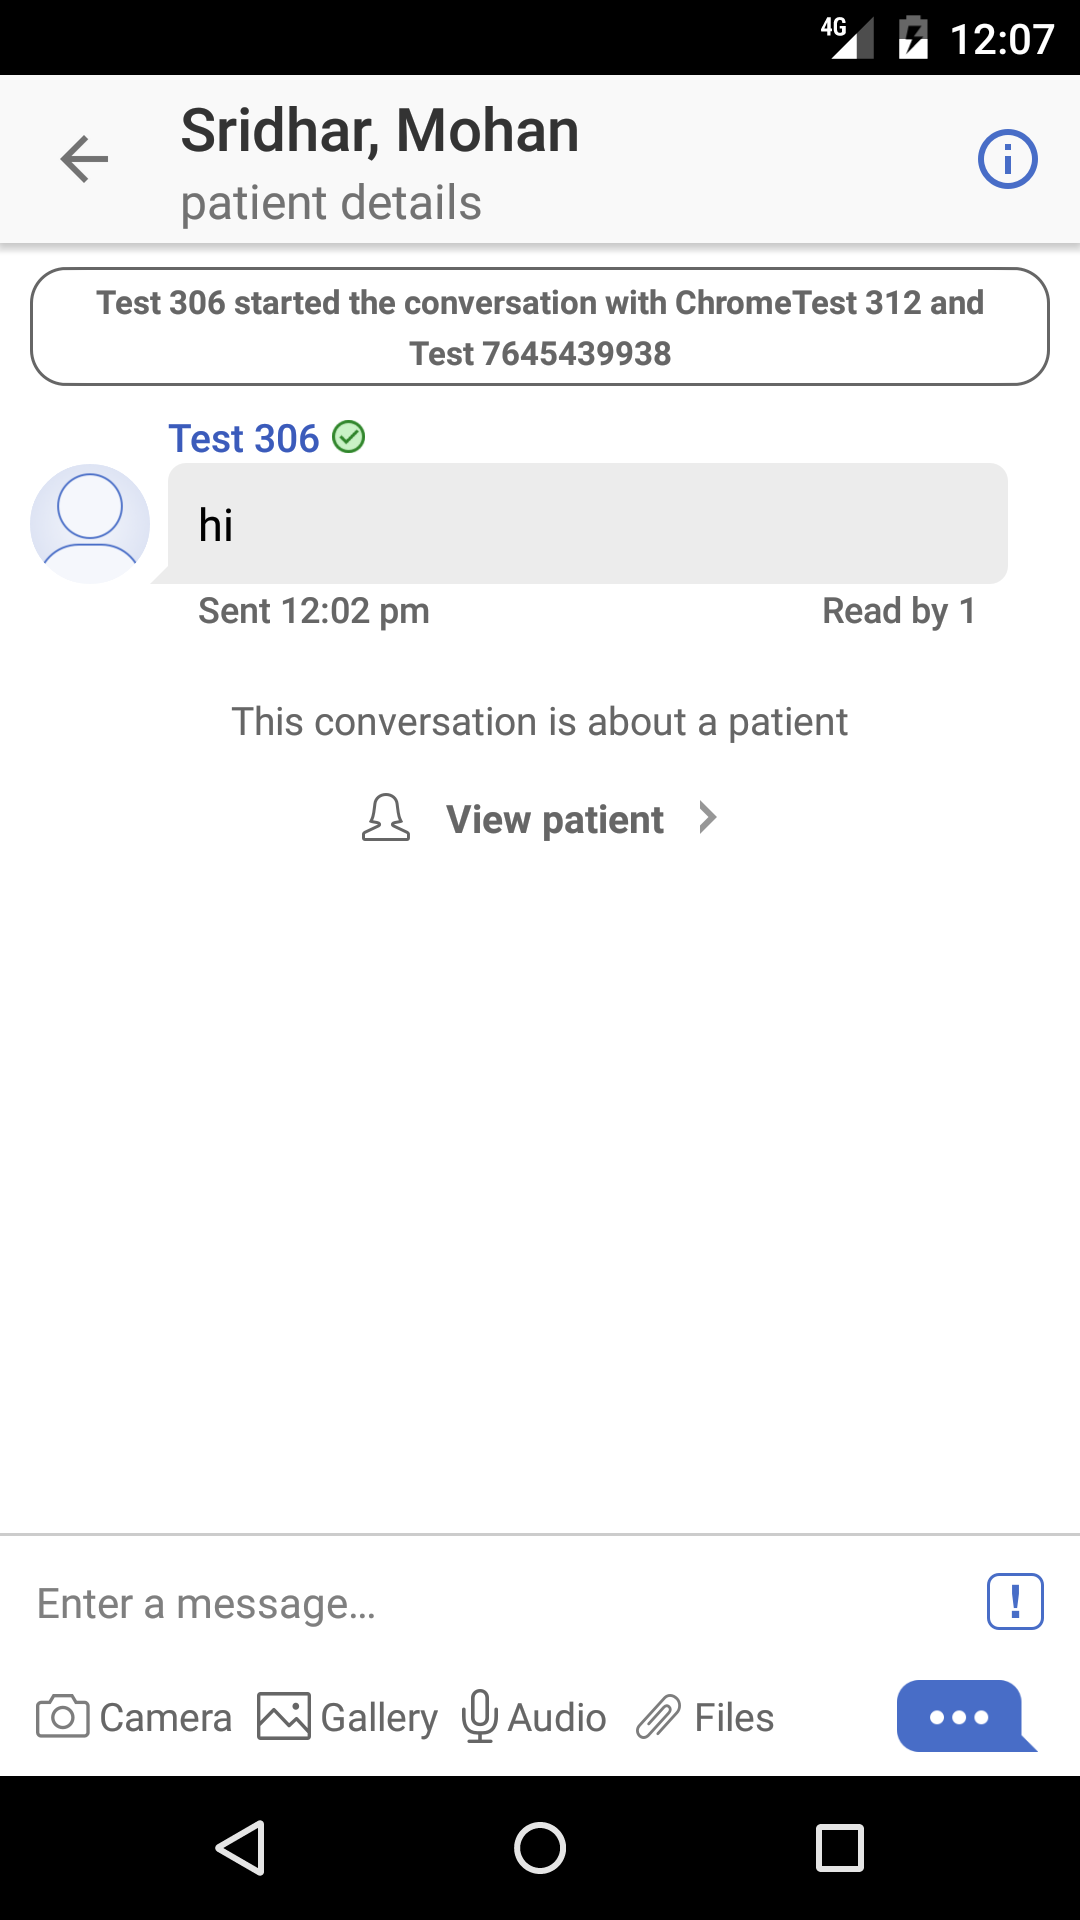 4G 12:07
Sridhar, Mohan
patient details
Test 306 started the conversation with ChromeTest 312 and
Test 7645439938
Test 306
hi
Sent 12:02 pm Read by 1
This conversation is about a patient
View patient
Enter a message...
Camera Gallery Audio Files